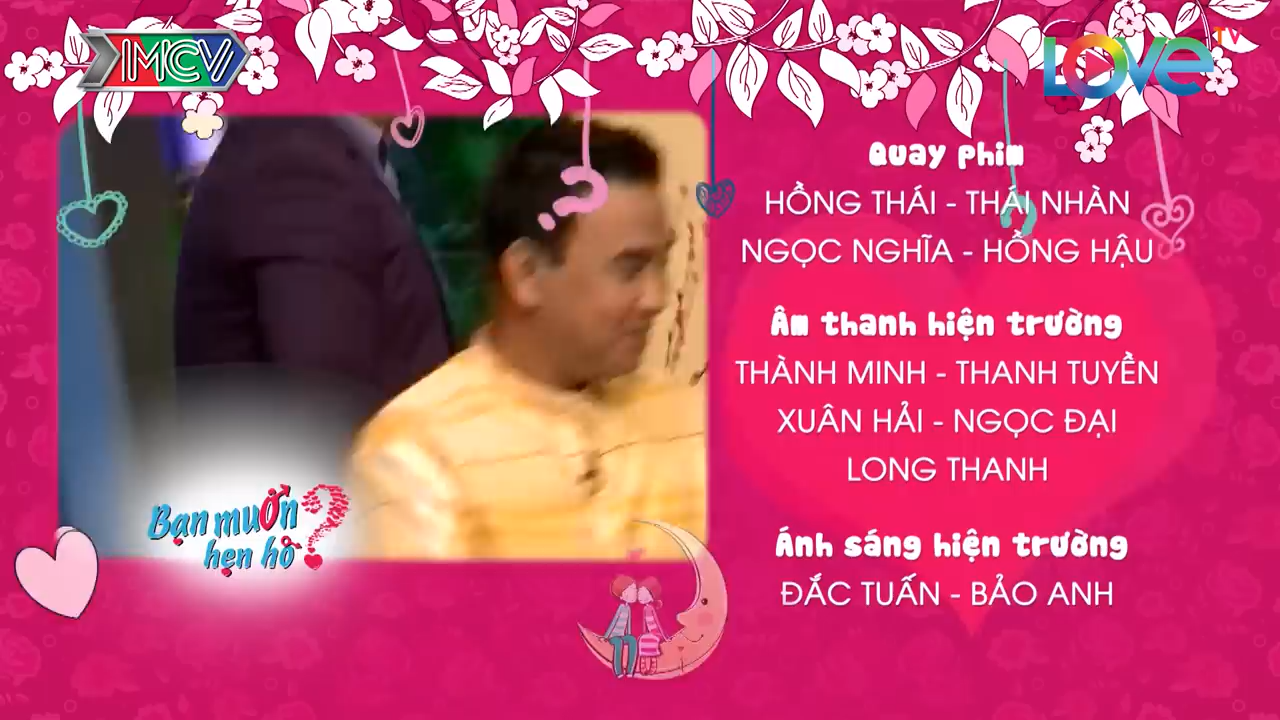 MCV
LOVE TV
Quay phim
HỒNG THÁI - THÁI NHÀN
NGỌC NGHĨA - HỒNG HẬU
Âm thanh hiện trường
THÀNH MINH - THANH TUYỀN
XUÂN HẢI - NGỌC ĐẠI
LONG THANH
Ánh sáng hiện trường
ĐẮC TUẤN - BẢO ANH
Bạn muốn
hẹn hò?